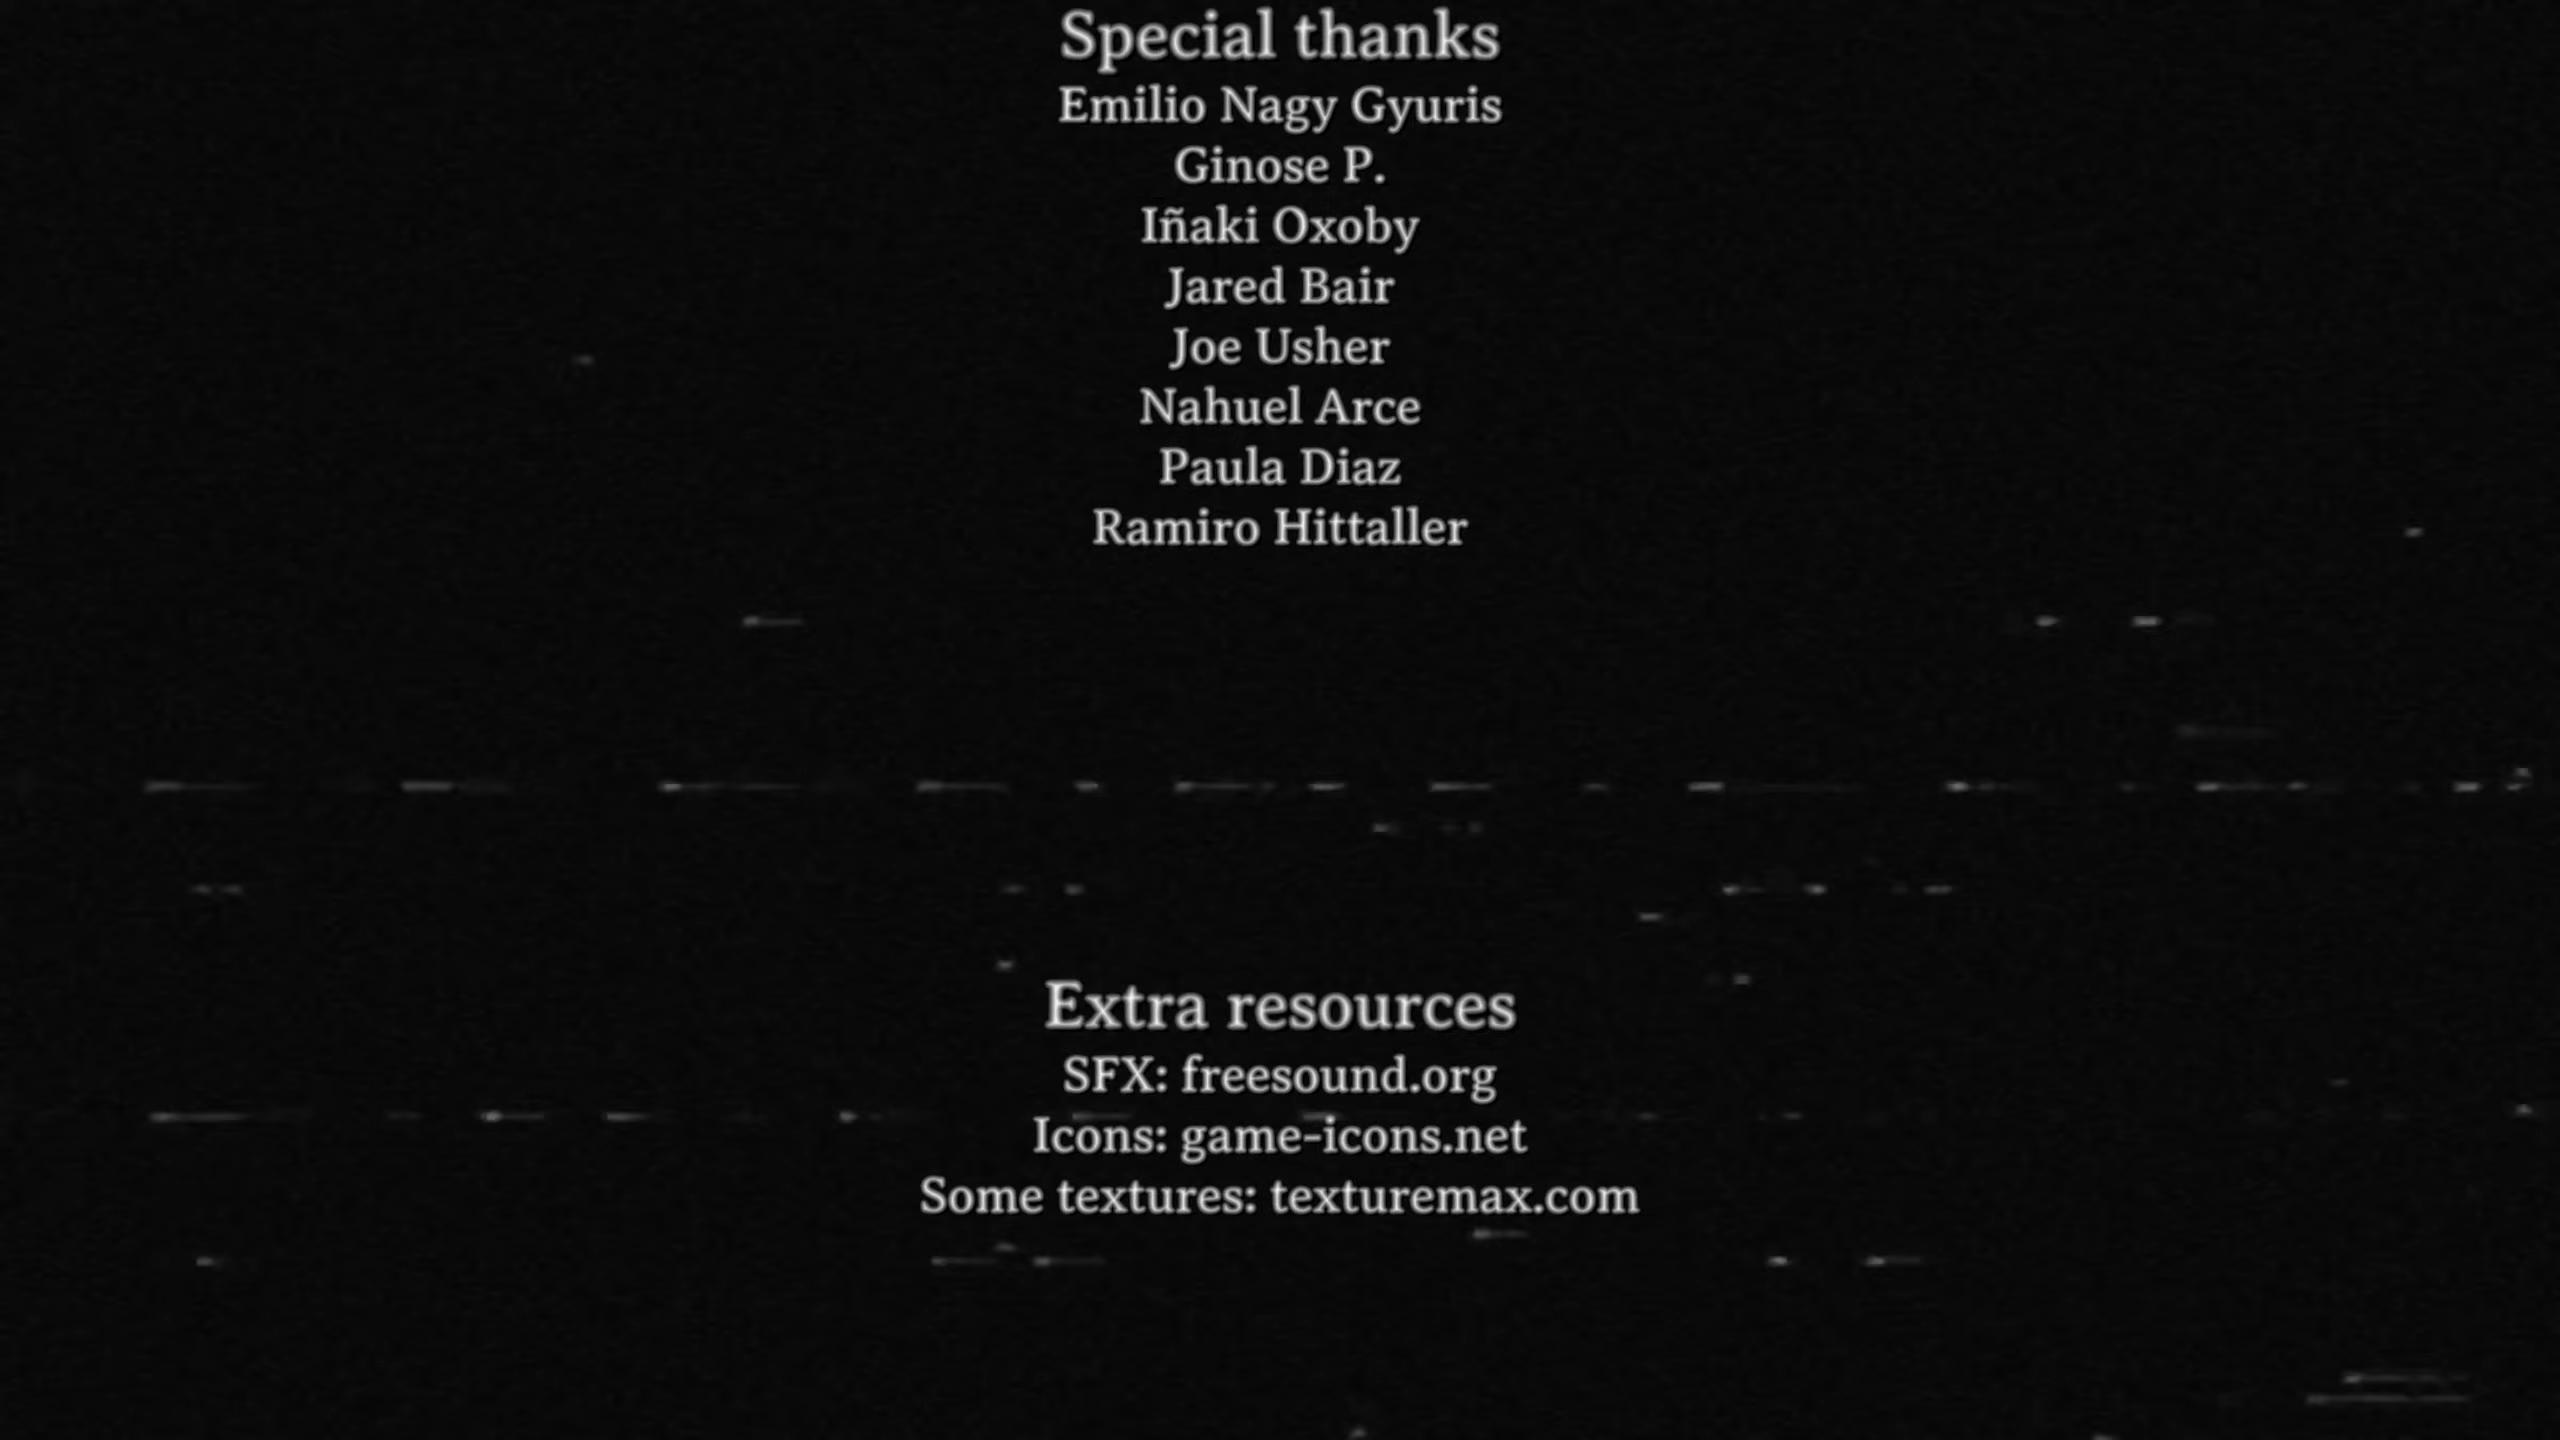 Special thanks
Emilio Nagy Gyuris
Ginose P.
Iñaki Oxoby
Jared Bair
Joe Usher
Nahuel Arce
Paula Diaz
Ramiro Hittaller
Extra resources
SFX: freesound.org
Icons: game-icons.net
Some textures: texturemax.com